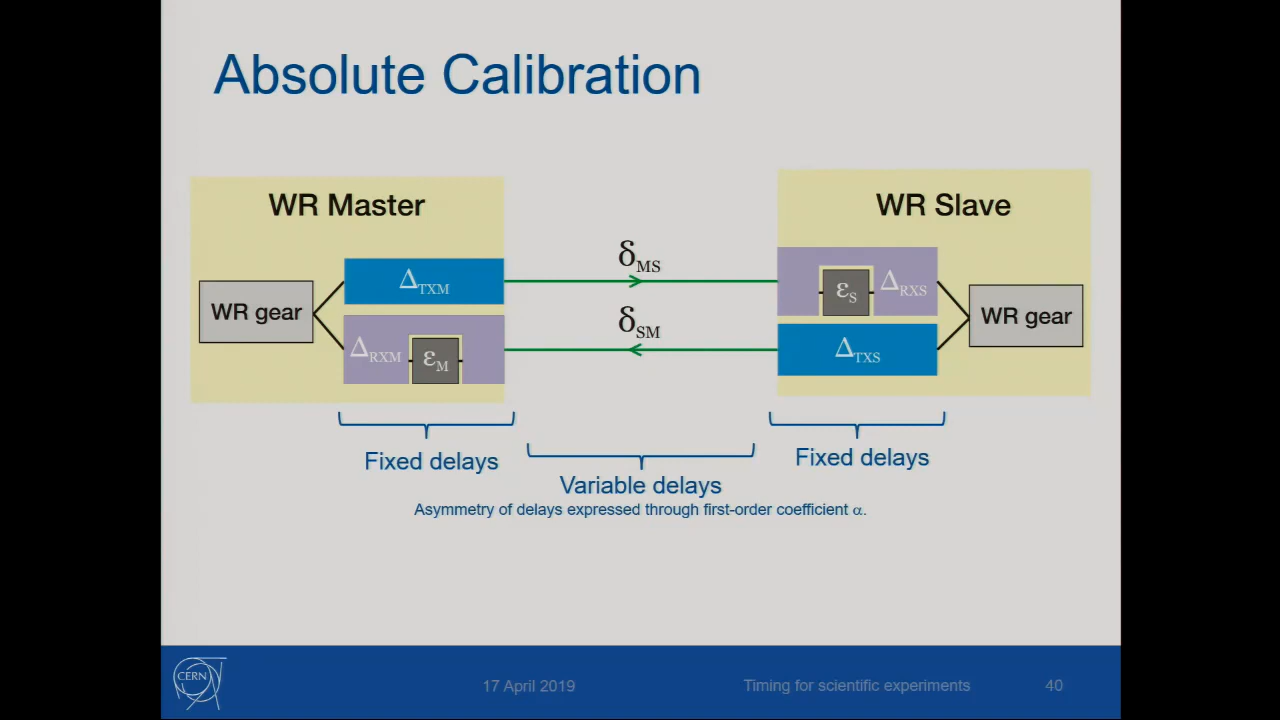 Absolute Calibration
WR Master
WR Slave
δMS
δSM
WR gear
ΔTXM
ΔRXM
εM
εS
ΔRXS
ΔTXS
WR gear
Fixed delays
Fixed delays
Variable delays
Asymmetry of delays expressed through first-order coefficient α.
CERN
17 April 2019
Timing for scientific experiments
40